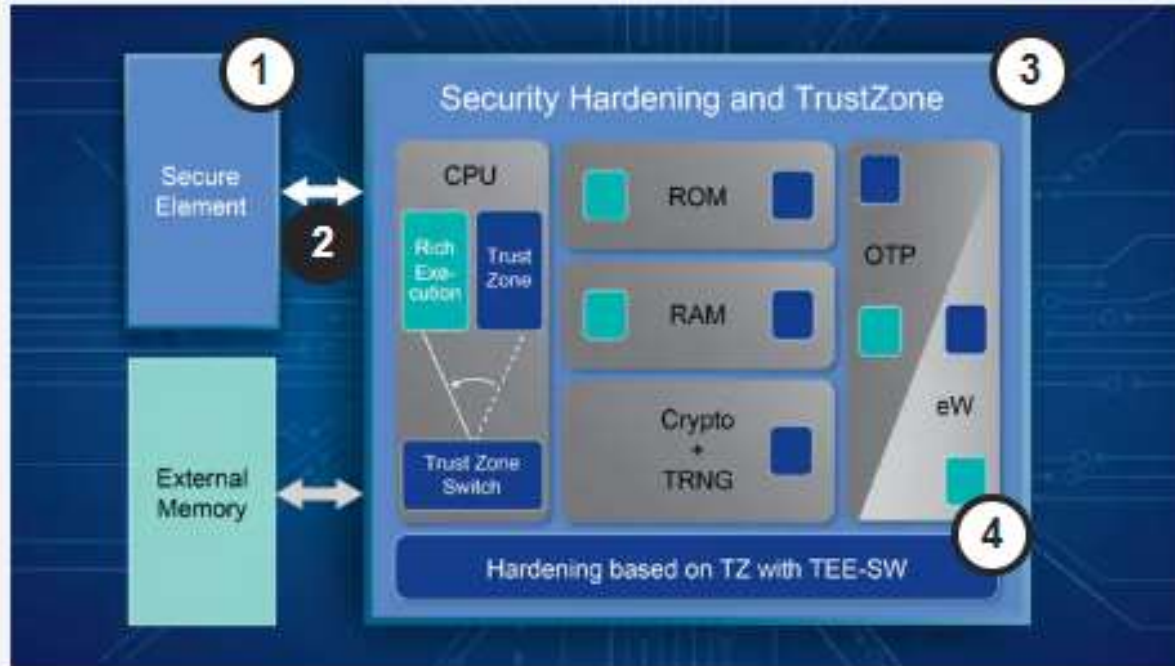 1
3
Security Hardening and TrustZone
Secure
Element
2
CPU
Rich
Exe-
cution
Trust
Zone
Trust Zone
Switch
ROM
RAM
Crypto
+
TRNG
OTP
eW
External
Memory
4
Hardening based on TZ with TEE-SW